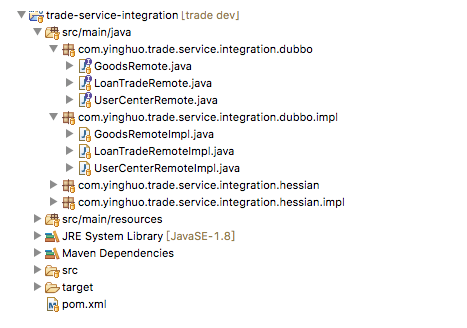 trade-service-integration [trade dev]
src/main/java
com.yinghuo.trade.service.integration.dubbo
GoodsRemote.java
LoanTradeRemote.java
UserCenterRemote.java
com.yinghuo.trade.service.integration.dubbo.impl
GoodsRemoteImpl.java
LoanTradeRemoteImpl.java
UserCenterRemoteImpl.java
com.yinghuo.trade.service.integration.hessian
com.yinghuo.trade.service.integration.hessian.impl
src/main/resources
JRE System Library [JavaSE-1.8]
Maven Dependencies
src
target
pom.xml